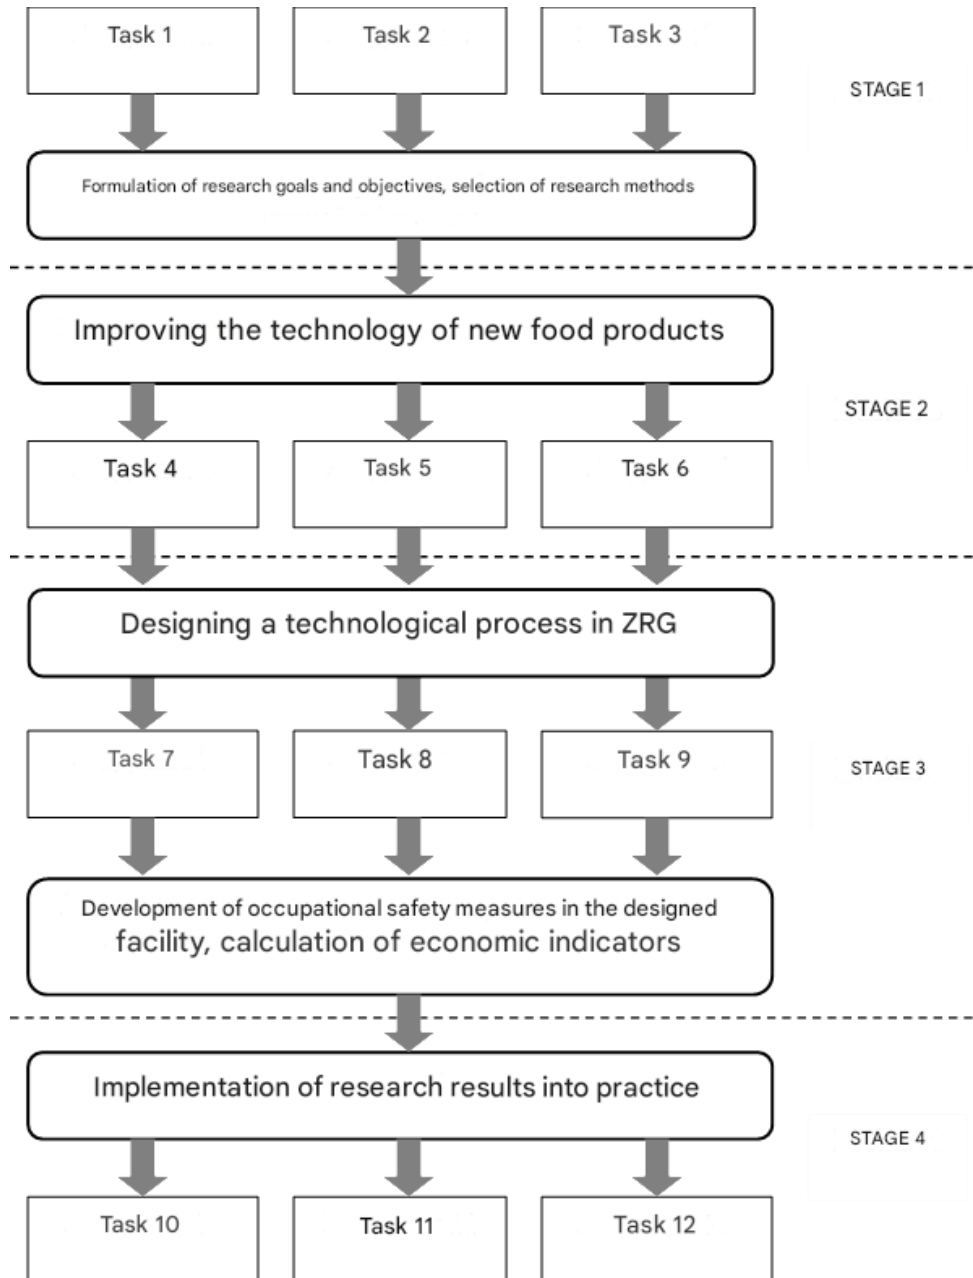 Task 1
Task 2
Task 3
STAGE 1
Formulation of research goals and objectives, selection of research methods
Improving the technology of new food products
STAGE 2
Task 4
Task 5
Task 6
Designing a technological process in ZRG
Task 7
Task 8
Task 9
STAGE 3
Development of occupational safety measures in the designed
facility, calculation of economic indicators
Implementation of research results into practice
STAGE 4
Task 10
Task 11
Task 12